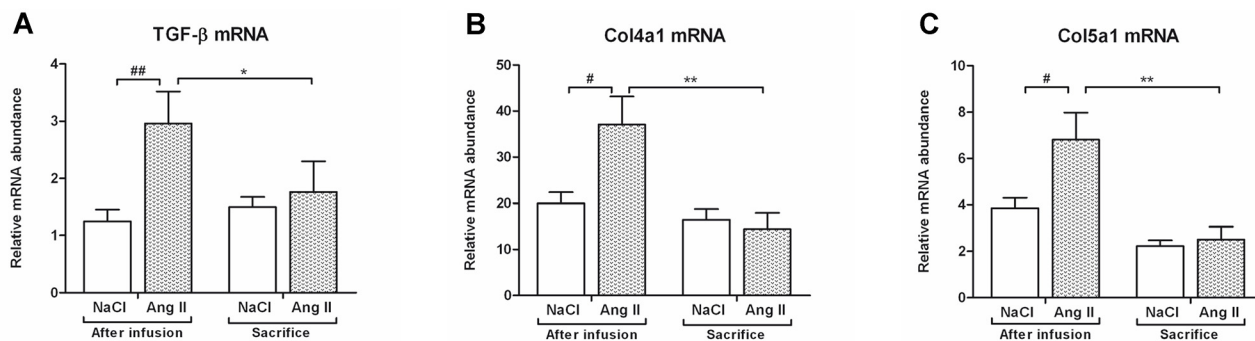 A
TGF-β mRNA
Relative mRNA abundance
4
3
2
1
0
##
*
NaCl
Ang II
NaCl
Ang II
After infusion
Sacrifice
B
Col4a1 mRNA
Relative mRNA abundance
50
40
30
20
10
0
#
**
NaCl
Ang II
NaCl
Ang II
After infusion
Sacrifice
C
Col5a1 mRNA
Relative mRNA abundance
10
8
6
4
2
0
#
**
NaCl
Ang II
NaCl
Ang II
After infusion
Sacrifice